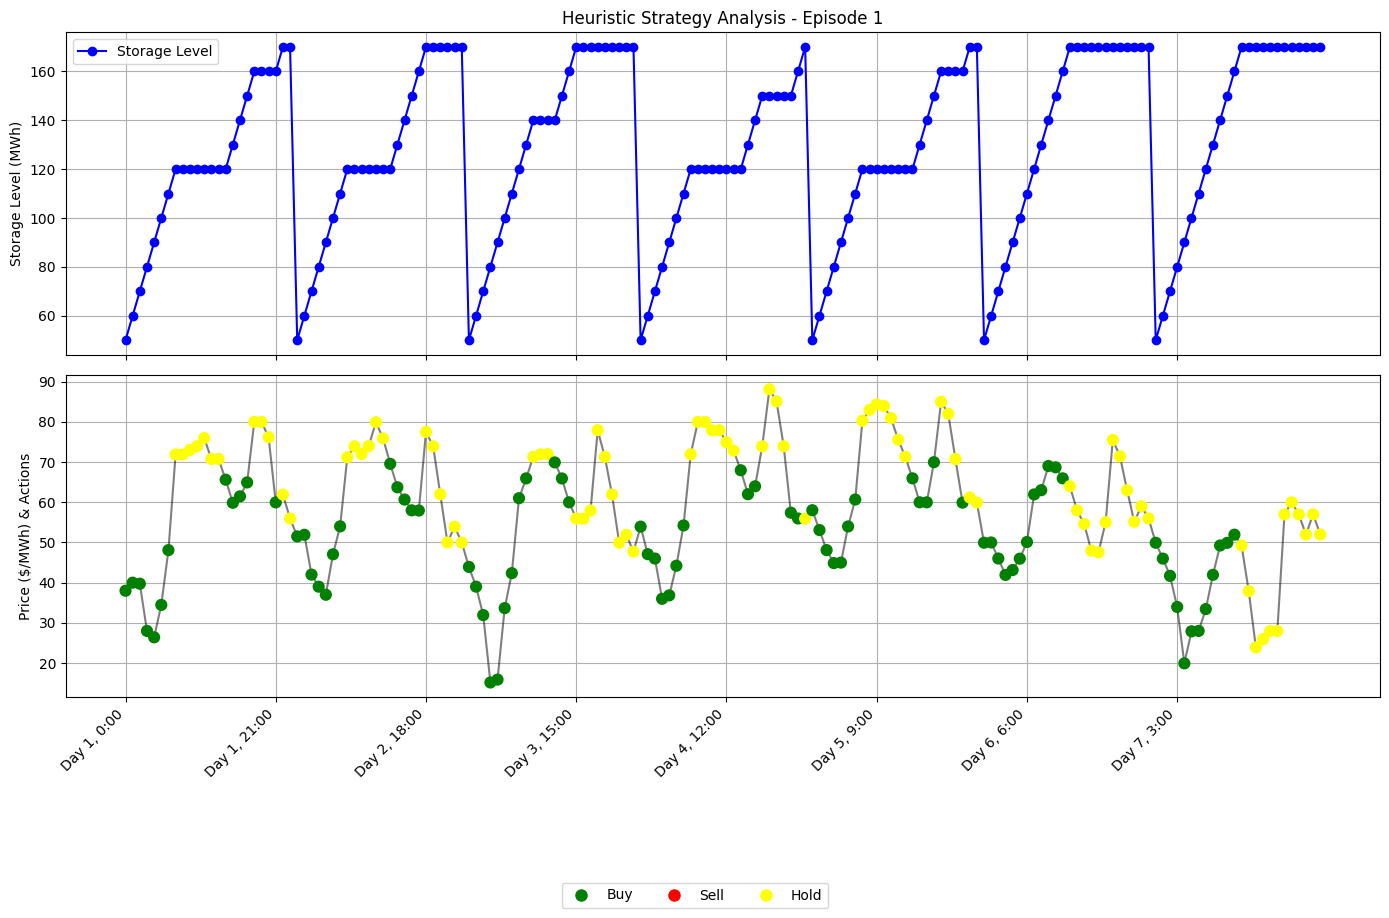 Heuristic Strategy Analysis - Episode 1
Storage Level
Storage Level (MWh)
160
140
120
100
80
60
Price ($/MWh) & Actions
90
80
70
60
50
40
30
20
Day 1, 0:00
Day 1, 21:00
Day 2, 18:00
Day 3, 15:00
Day 4, 12:00
Day 5, 9:00
Day 6, 6:00
Day 7, 3:00
Buy
Sell
Hold